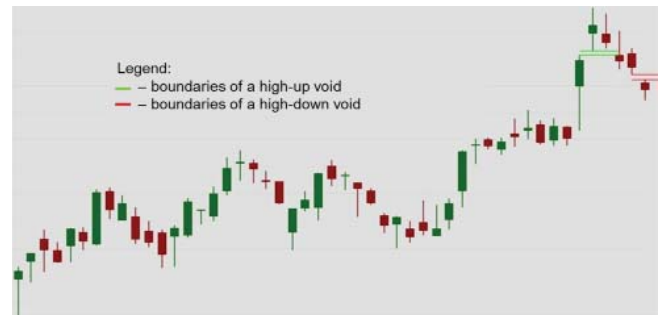 Legend:
– boundaries of a high-up void
– boundaries of a high-down void